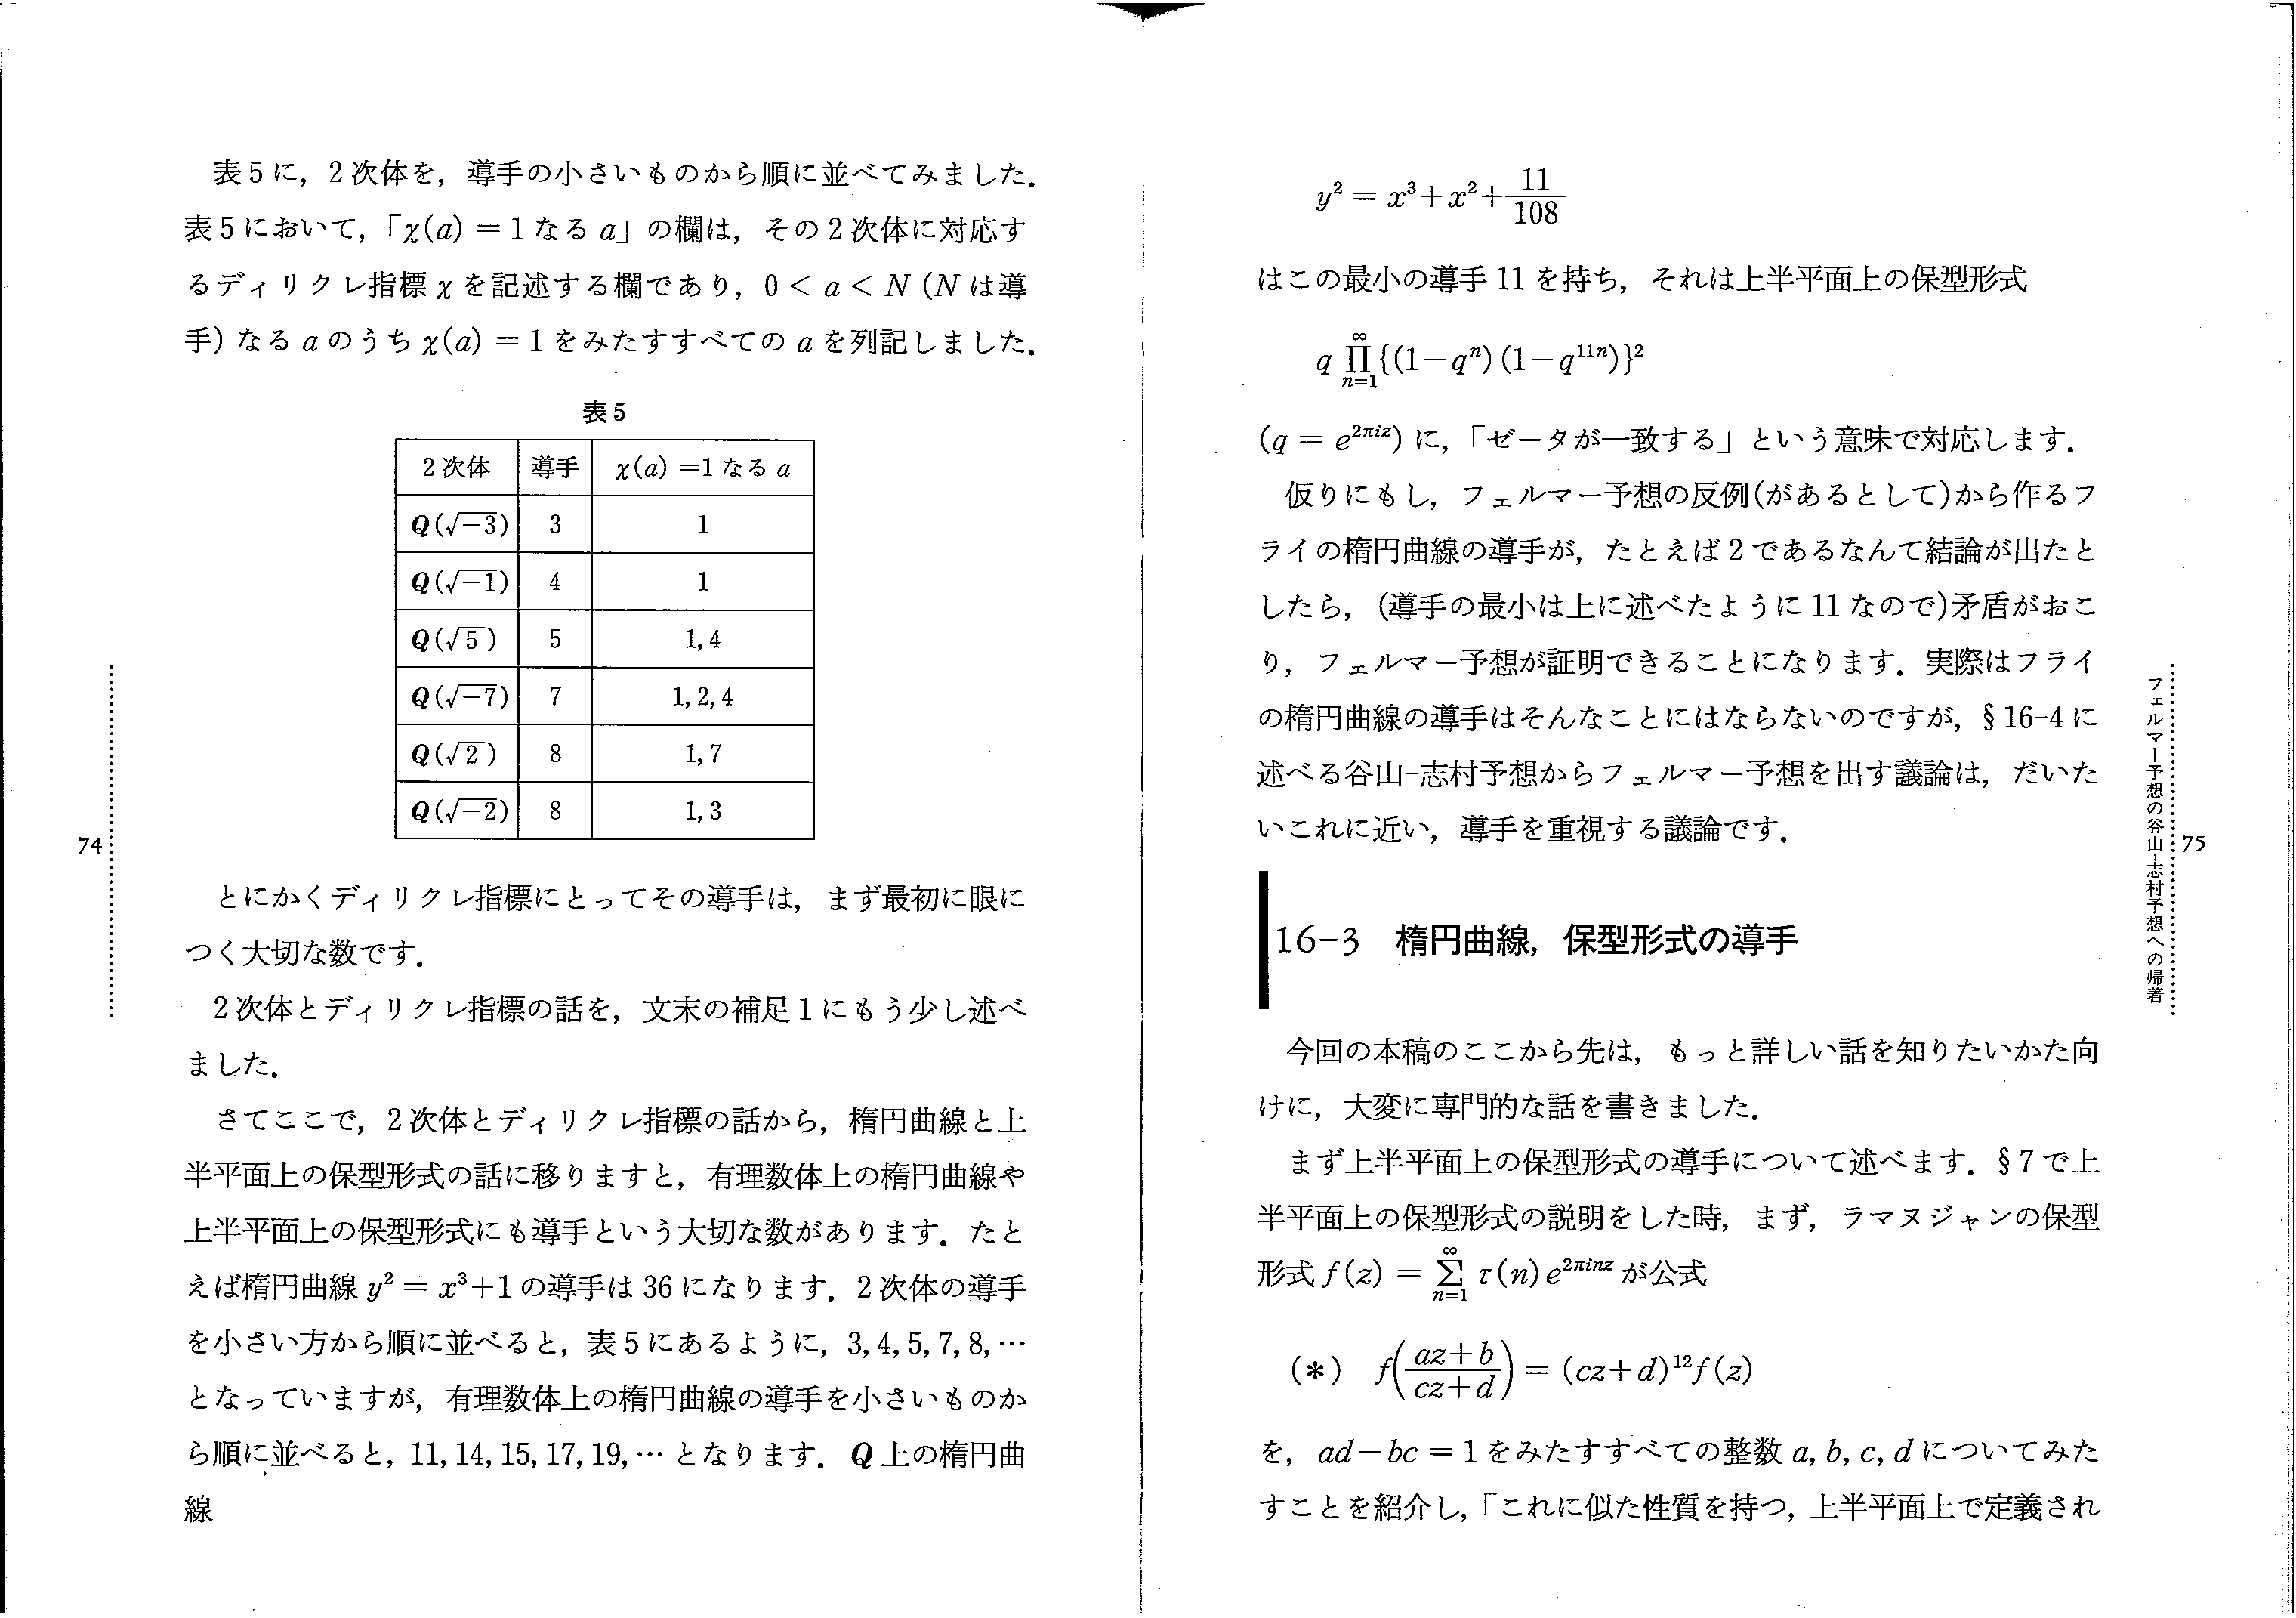 表5に，2次体を，導手の小さいものから順に並べてみました．
表5において，「χ(a) = 1なるa」の欄は，その2次体に対応す
るディリクレ指標χを記述する欄であり，0 < a < N (Nは導
手) なるaのうちχ(a) = 1をみたすすべてのaを列記しました．
表5
2次体 導手 χ(a) =1なるa
Q(√−3) 3 1
Q(√−1) 4 1
Q(√5) 5 1, 4
Q(√−7) 7 1, 2, 4
Q(√2) 8 1, 7
Q(√−2) 8 1, 3
とにかくディリクレ指標にとってその導手は，まず最初に眼に
つく大切な数です．
2次体とディリクレ指標の話を，文末の補足1にもう少し述べ
ました．
さてここで，2次体とディリクレ指標の話から，楕円曲線と上
半平面上の保型形式の話に移りますと，有理数体上の楕円曲線や
上半平面上の保型形式にも導手という大切な数があります．たと
えば楕円曲線 y² = x³+1の導手は36になります．2次体の導手
を小さい方から順に並べると，表5にあるように，3, 4, 5, 7, 8, …
となっていますが，有理数体上の楕円曲線の導手を小さいものか
ら順に並べると，11, 14, 15, 17, 19, … となります．Q上の楕円曲
線
74
y² = x³+x²+11/108
はこの最小の導手11を持ち，それは上半平面上の保型形式
q ∏_{n=1}^{∞} {(1−qⁿ)(1−q¹¹ⁿ)}²
(q = e^{2πiz}) に，「ゼータが一致する」という意味で対応します．
仮りにもし，フェルマー予想の反例(があるとして)から作るフ
ライの楕円曲線の導手が，たとえば2であるなんて結論が出たと
したら，(導手の最小は上に述べたように11なので)矛盾がおこ
り，フェルマー予想が証明できることになります．実際はフライ
の楕円曲線の導手はそんなことにはならないのですが，§16-4に
述べる谷山-志村予想からフェルマー予想を出す議論は，だいた
いこれに近い，導手を重視する議論です．
16-3 楕円曲線，保型形式の導手
今回の本稿のここから先は，もっと詳しい話を知りたいかた向
けに，大変に専門的な話を書きました．
まず上半平面上の保型形式の導手について述べます．§7で上
半平面上の保型形式の説明をした時，まず，ラマヌジャンの保型
形式 f(z) = ∑_{n=1}^{∞} τ(n) e^{2πinz} が公式
(＊) f((az+b)/(cz+d)) = (cz+d)¹² f(z)
を，ad−bc = 1をみたすすべての整数 a, b, c, d についてみた
すことを紹介し，「これに似た性質を持つ，上半平面上で定義され
フェルマー予想の谷山-志村予想への帰着
75